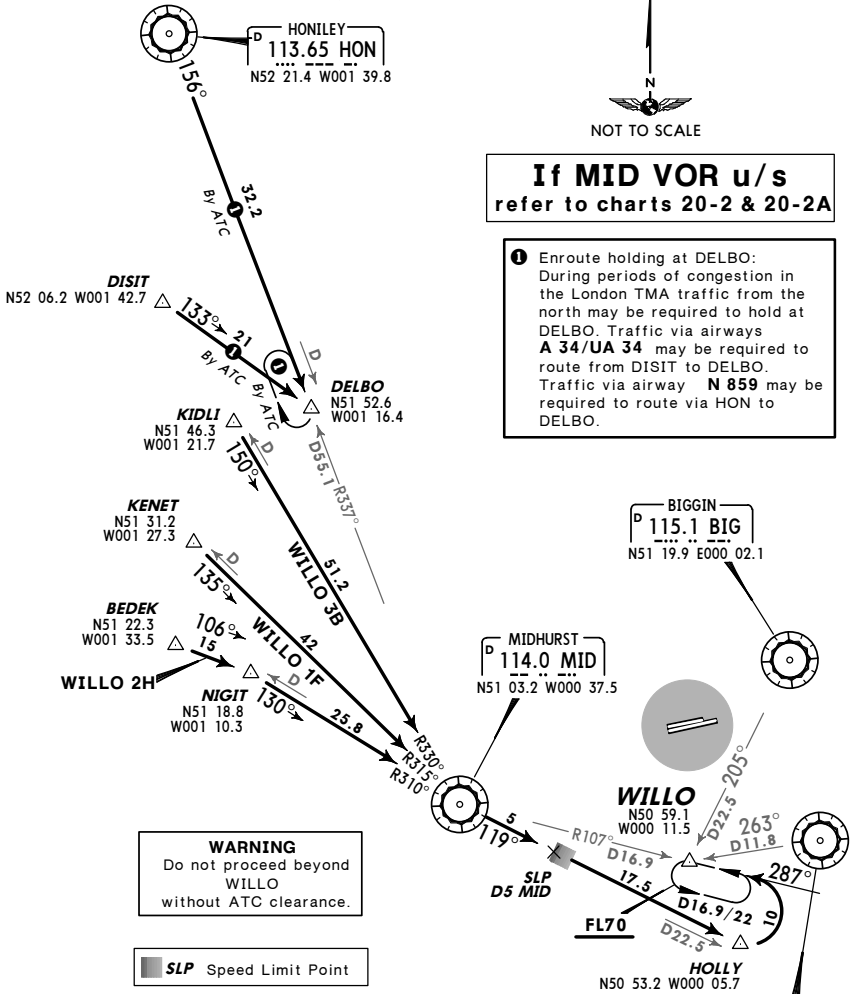 HONILEY
D 113.65 HON
N52 21.4 W001 39.8
N
NOT TO SCALE
156°
If MID VOR u/s
refer to charts 20-2 & 20-2A
32.2
By ATC
1
1 Enroute holding at DELBO:
During periods of congestion in
the London TMA traffic from the
north may be required to hold at
DELBO. Traffic via airways
A 34/UA 34 may be required to
route from DISIT to DELBO.
Traffic via airway N 859 may be
required to route via HON to
DELBO.
DISIT
N52 06.2 W001 42.7
133°
21
1
By ATC
1
By ATC
D
DELBO
N51 52.6
W001 16.4
D55.1 R337°
KIDLI
N51 46.3
W001 21.7
D
150°
51.2
WILLO 3B
KENET
N51 31.2
W001 27.3
D
135°
42
WILLO 1F
BEDEK
N51 22.3
W001 33.5
106°
15
WILLO 2H
NIGIT
N51 18.8
W001 10.3
D
130°
25.8
R330°
R315°
R310°
BIGGIN
D 115.1 BIG
N51 19.9 E000 02.1
MIDHURST
D 114.0 MID
N51 03.2 W000 37.5
205°
D22.5
WILLO
N50 59.1
W000 11.5
263°
D11.8
5
119°
R107°
D16.9
SLP
D5 MID
17.5
287°
D16.9/22
10
FL70
D22.5
HOLLY
N50 53.2 W000 05.7
WARNING
Do not proceed beyond
WILLO
without ATC clearance.
SLP Speed Limit Point